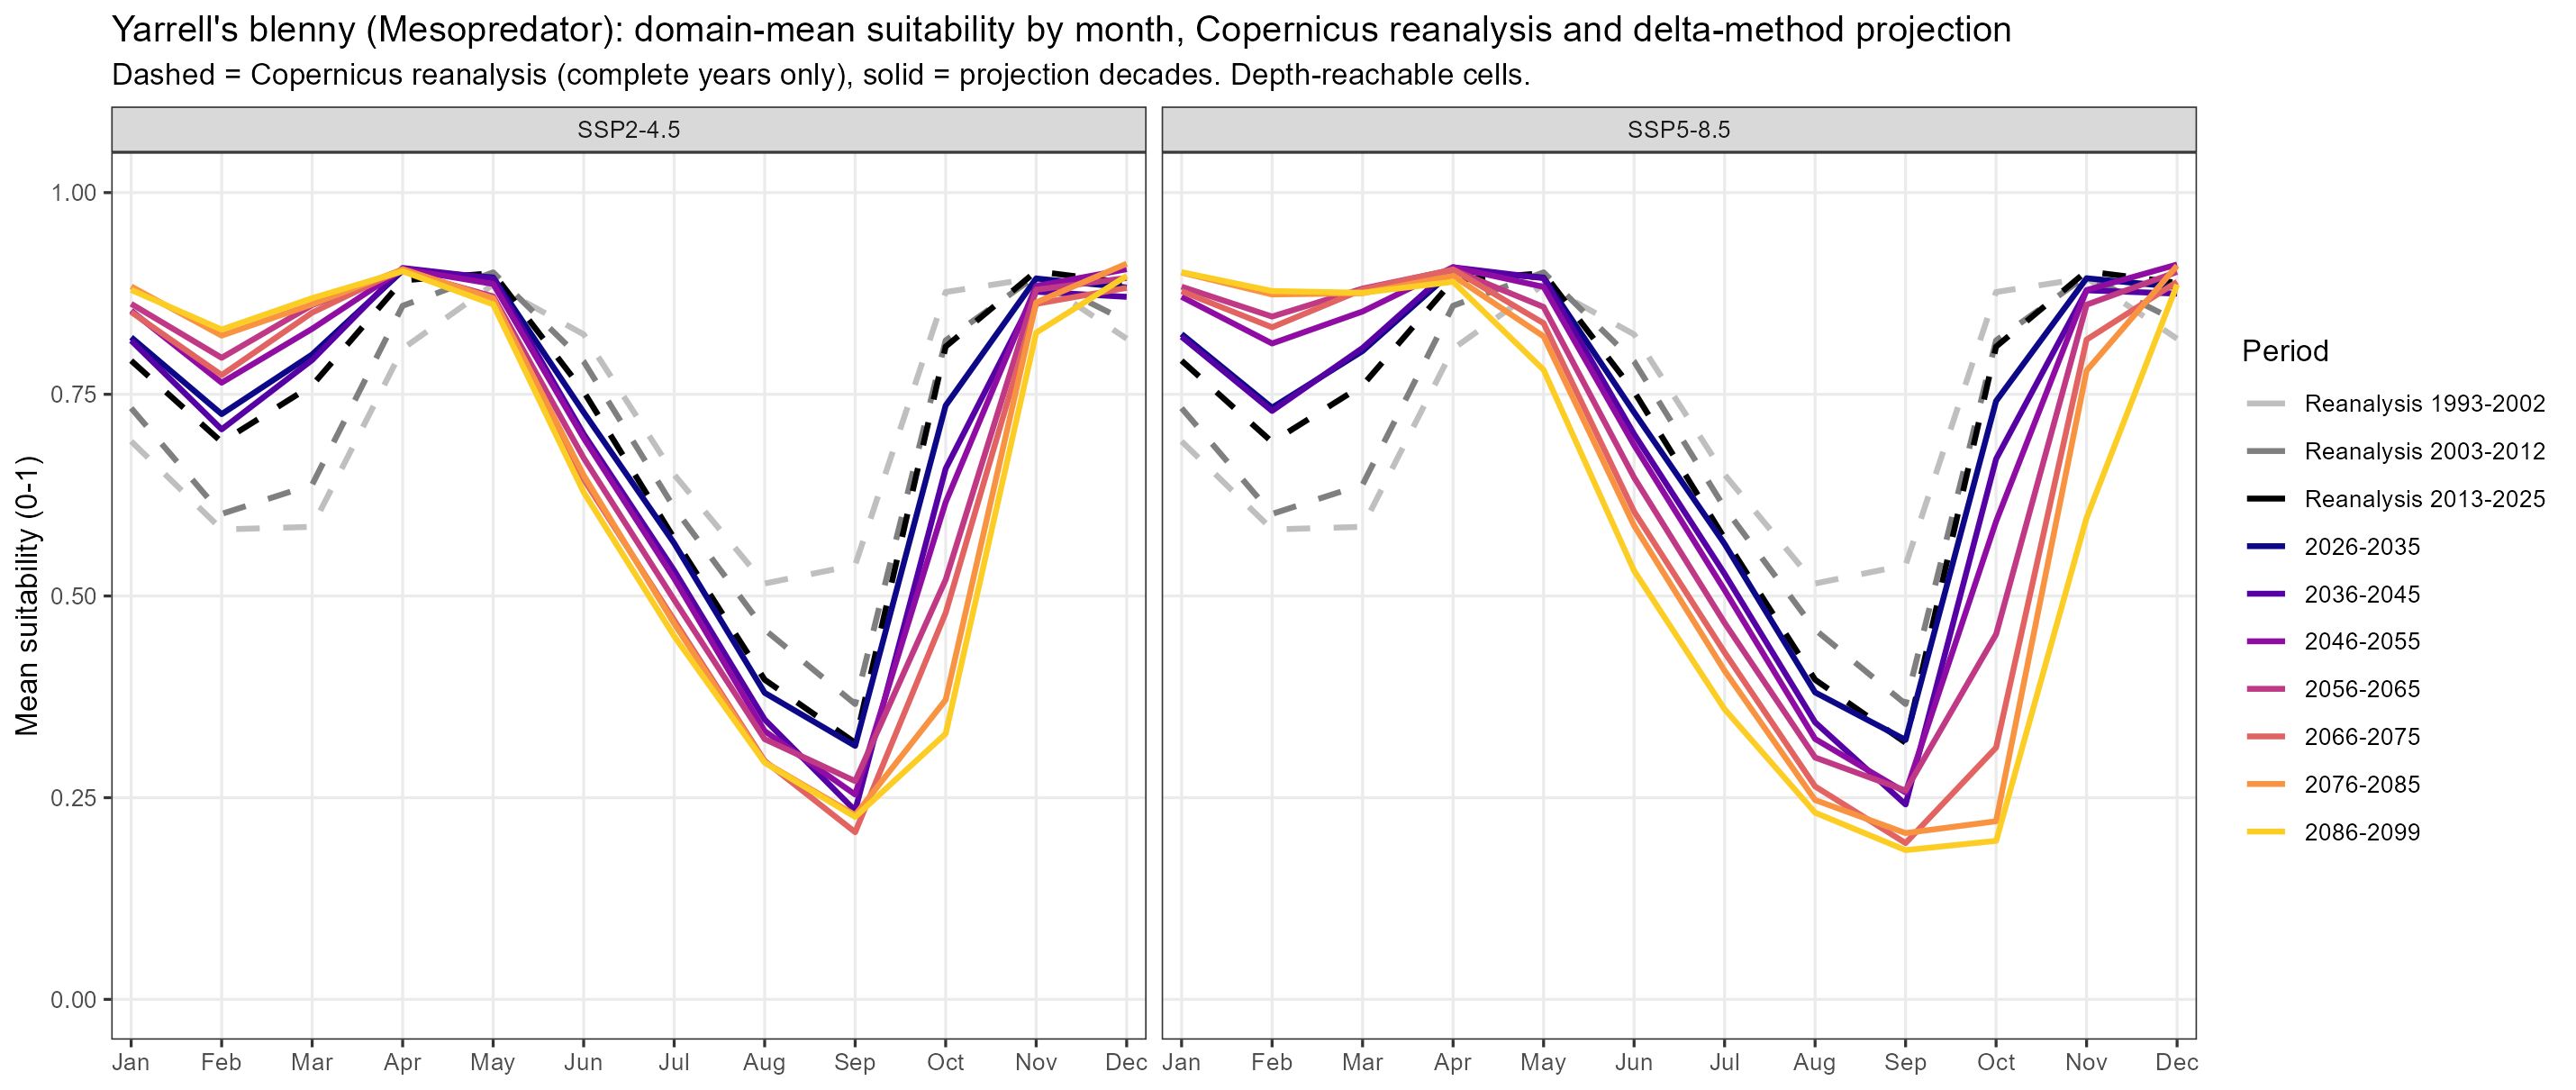 Yarrell's blenny (Mesopredator): domain-mean suitability by month, Copernicus reanalysis and delta-method projection
Dashed = Copernicus reanalysis (complete years only), solid = projection decades. Depth-reachable cells.
SSP2-4.5
SSP5-8.5
Mean suitability (0-1)
1.00
0.75
0.50
0.25
0.00
Jan Feb Mar Apr May Jun Jul Aug Sep Oct Nov Dec
Jan Feb Mar Apr May Jun Jul Aug Sep Oct Nov Dec
Period
Reanalysis 1993-2002
Reanalysis 2003-2012
Reanalysis 2013-2025
2026-2035
2036-2045
2046-2055
2056-2065
2066-2075
2076-2085
2086-2099